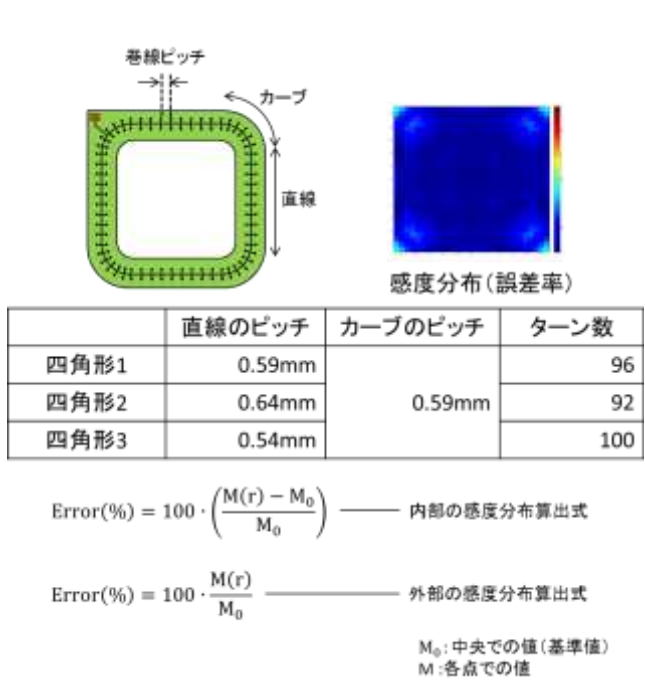 巻線ピッチ
カーブ
直線
感度分布(誤差率)
直線のピッチ カーブのピッチ ターン数
四角形1 0.59mm 0.59mm 96
四角形2 0.64mm 92
四角形3 0.54mm 100
Error(%) = 100 · ((M(r) − M₀) / M₀) 内部の感度分布算出式
Error(%) = 100 · M(r) / M₀ 外部の感度分布算出式
M₀:中央での値(基準値)
M:各点での値